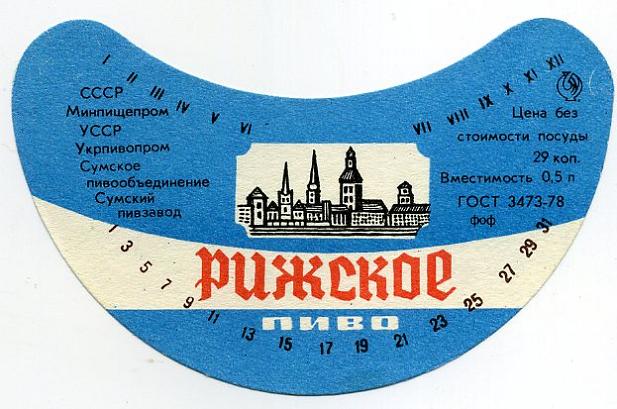 I II III IV V VI VII VIII IX X XI XII
СССР
Минпищепром
УССР
Укрпивопром
Сумское
пивообъединение
Сумский
пивзавод
Цена без
стоимости посуды
29 коп.
Вместимость 0,5 л
ГОСТ 3473-78
фоф
РИЖСКОЕ
ПИВО
1 3 5 7 9 11 13 15 17 19 21 23 25 27 29 31